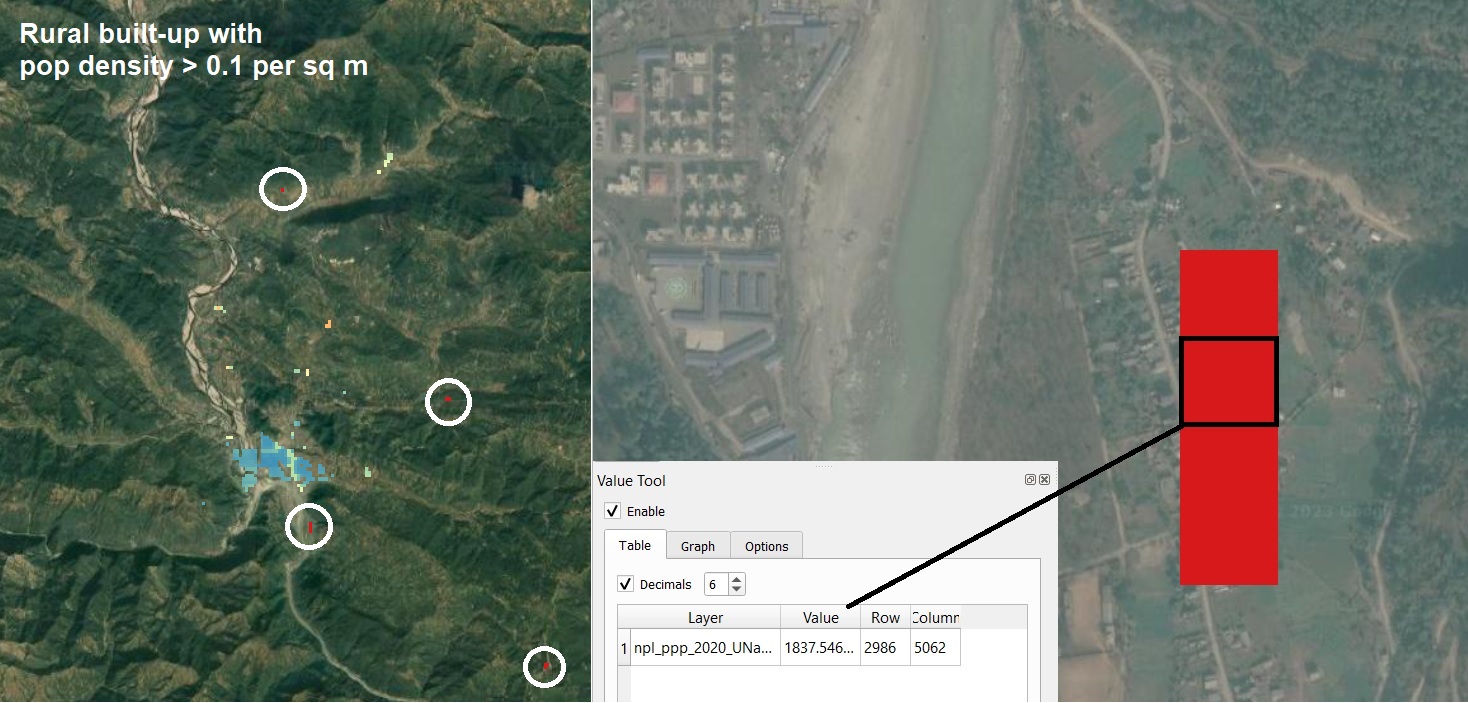 Rural built-up with
pop density > 0.1 per sq m
Value Tool
Enable
Table Graph Options
Decimals 6
Layer Value Row Column
1 npl_ppp_2020_UNa... 1837.546... 2986 5062